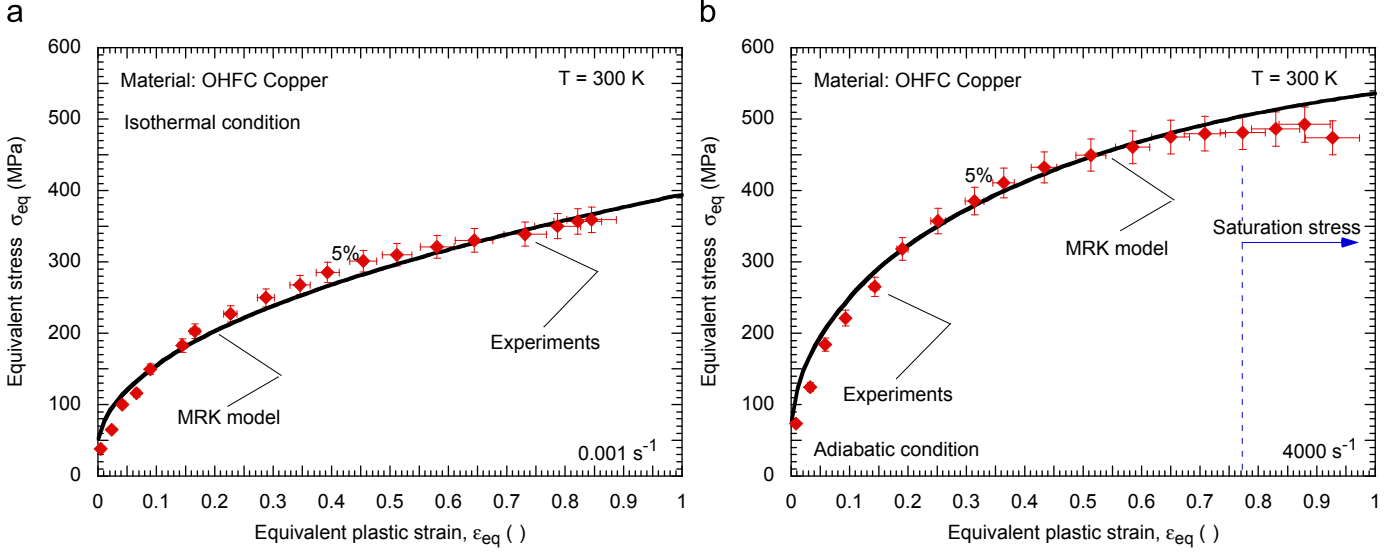 a
600
500
400
300
200
100
0
Equivalent stress σeq (MPa)
Material: OHFC Copper
T = 300 K
Isothermal condition
5%
Experiments
MRK model
0.001 s⁻¹
0 0.1 0.2 0.3 0.4 0.5 0.6 0.7 0.8 0.9 1
Equivalent plastic strain, εeq ( )
b
600
500
400
300
200
100
0
Equivalent stress σeq (MPa)
Material: OHFC Copper
T = 300 K
5%
MRK model
Saturation stress
Experiments
Adiabatic condition
4000 s⁻¹
0 0.1 0.2 0.3 0.4 0.5 0.6 0.7 0.8 0.9 1
Equivalent plastic strain, εeq ( )